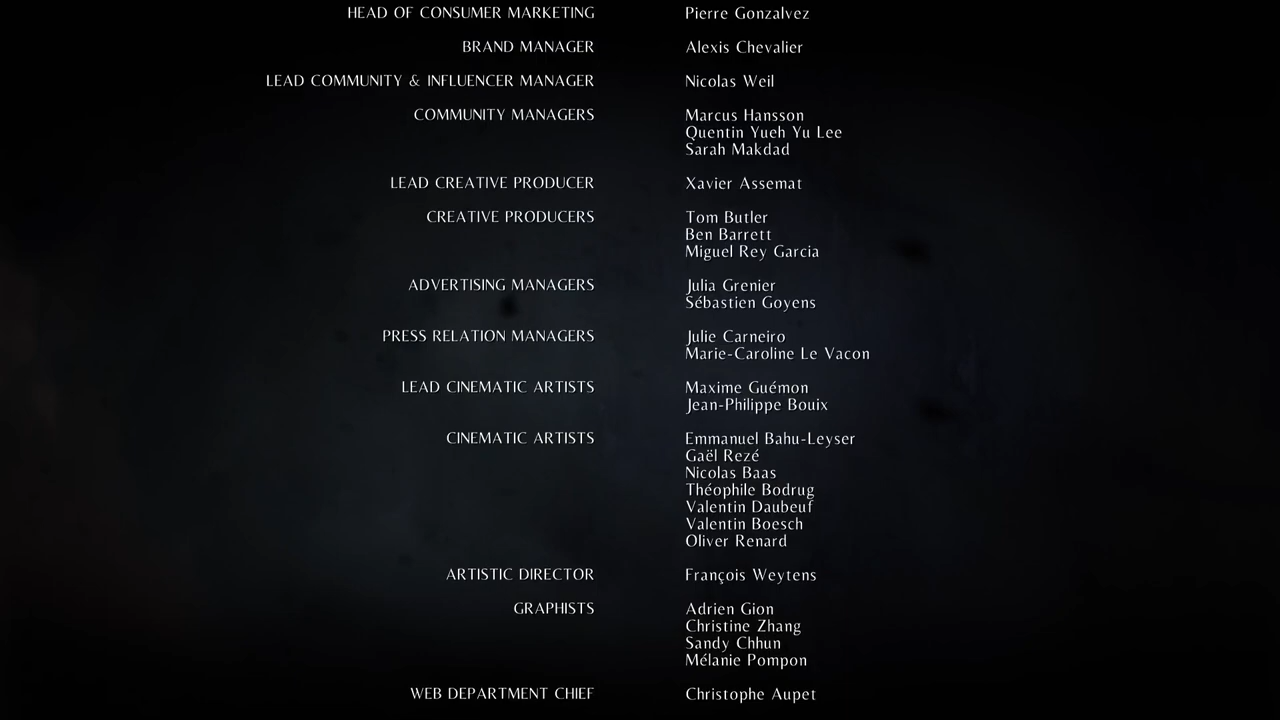 HEAD OF CONSUMER MARKETING Pierre Gonzalvez
BRAND MANAGER Alexis Chevalier
LEAD COMMUNITY & INFLUENCER MANAGER Nicolas Weil
COMMUNITY MANAGERS Marcus Hansson
Quentin Yueh Yu Lee
Sarah Makdad
LEAD CREATIVE PRODUCER Xavier Assemat
CREATIVE PRODUCERS Tom Butler
Ben Barrett
Miguel Rey Garcia
ADVERTISING MANAGERS Julia Grenier
Sébastien Goyens
PRESS RELATION MANAGERS Julie Carneiro
Marie-Caroline Le Vacon
LEAD CINEMATIC ARTISTS Maxime Guémon
Jean-Philippe Bouix
CINEMATIC ARTISTS Emmanuel Bahu-Leyser
Gaël Rezé
Nicolas Baas
Théophile Bodrug
Valentin Daubeuf
Valentin Boesch
Oliver Renard
ARTISTIC DIRECTOR François Weytens
GRAPHISTS Adrien Gion
Christine Zhang
Sandy Chhun
Mélanie Pompon
WEB DEPARTMENT CHIEF Christophe Aupet